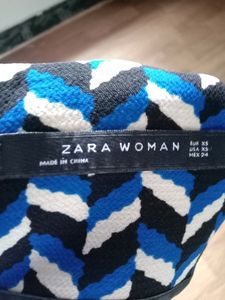 ZARA WOMAN
MADE IN CHINA
EUR XS
USA XS
MEX 24